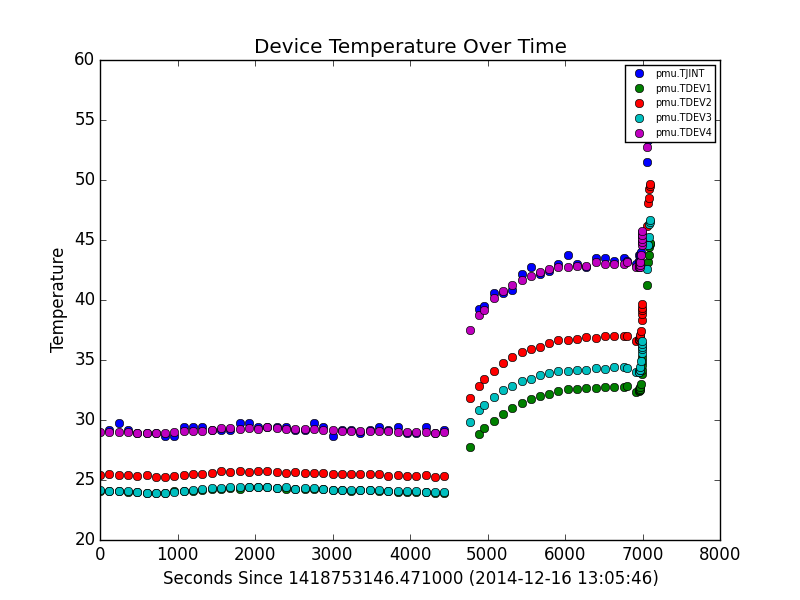 Device Temperature Over Time
60
55
50
45
40
35
30
25
20
Temperature
pmu.TJINT
pmu.TDEV1
pmu.TDEV2
pmu.TDEV3
pmu.TDEV4
0 1000 2000 3000 4000 5000 6000 7000 8000
Seconds Since 1418753146.471000 (2014-12-16 13:05:46)